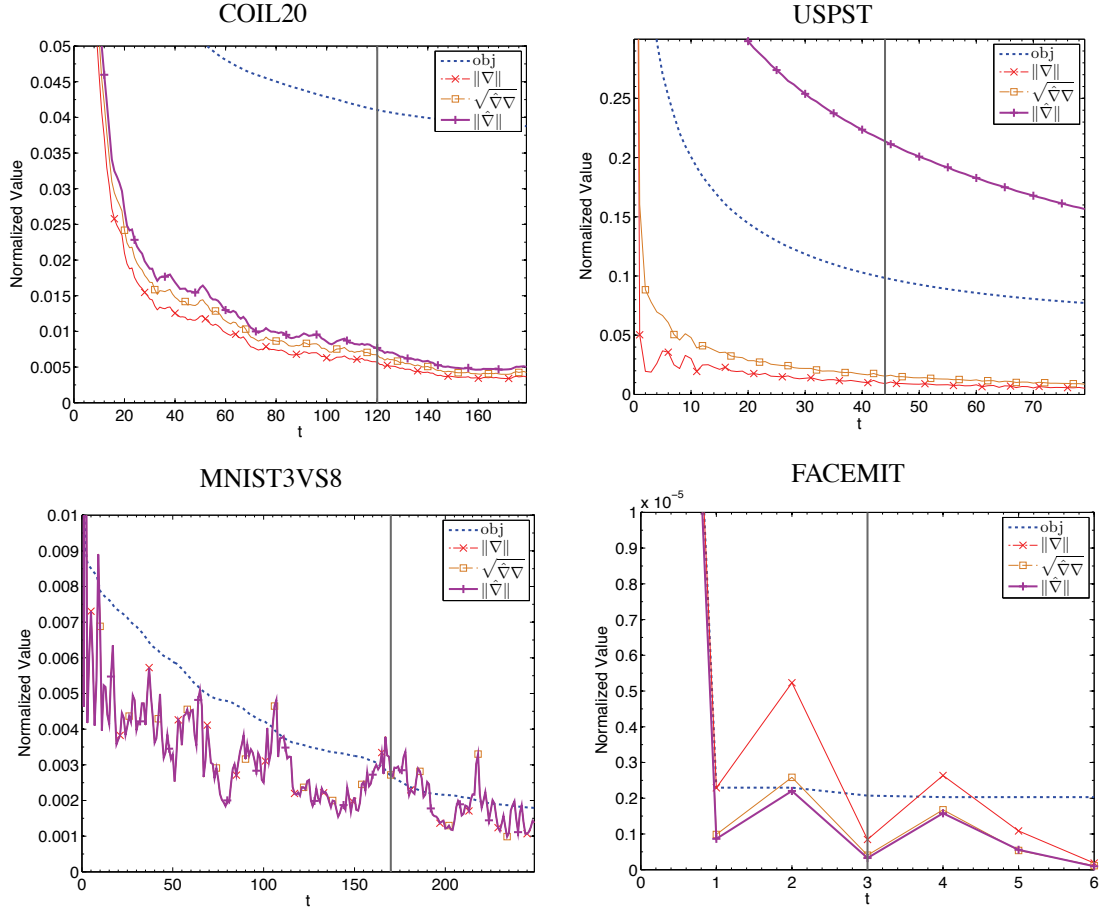 COIL20
0.05
0.045
0.04
0.035
0.03
0.025
0.02
0.015
0.01
0.005
0
Normalized Value
0 20 40 60 80 100 120 140 160
t
obj
‖∇‖
√∇̂∇
‖∇̂‖
USPST
0.25
0.2
0.15
0.1
0.05
0
Normalized Value
0 10 20 30 40 50 60 70
t
obj
‖∇‖
√∇̂∇
‖∇̂‖
MNIST3VS8
0.01
0.009
0.008
0.007
0.006
0.005
0.004
0.003
0.002
0.001
0
Normalized Value
0 50 100 150 200
t
obj
‖∇‖
√∇̂∇
‖∇̂‖
FACEMIT
x 10⁻⁵
1
0.9
0.8
0.7
0.6
0.5
0.4
0.3
0.2
0.1
0
Normalized Value
0 1 2 3 4 5 6
t
obj
‖∇‖
√∇̂∇
‖∇̂‖